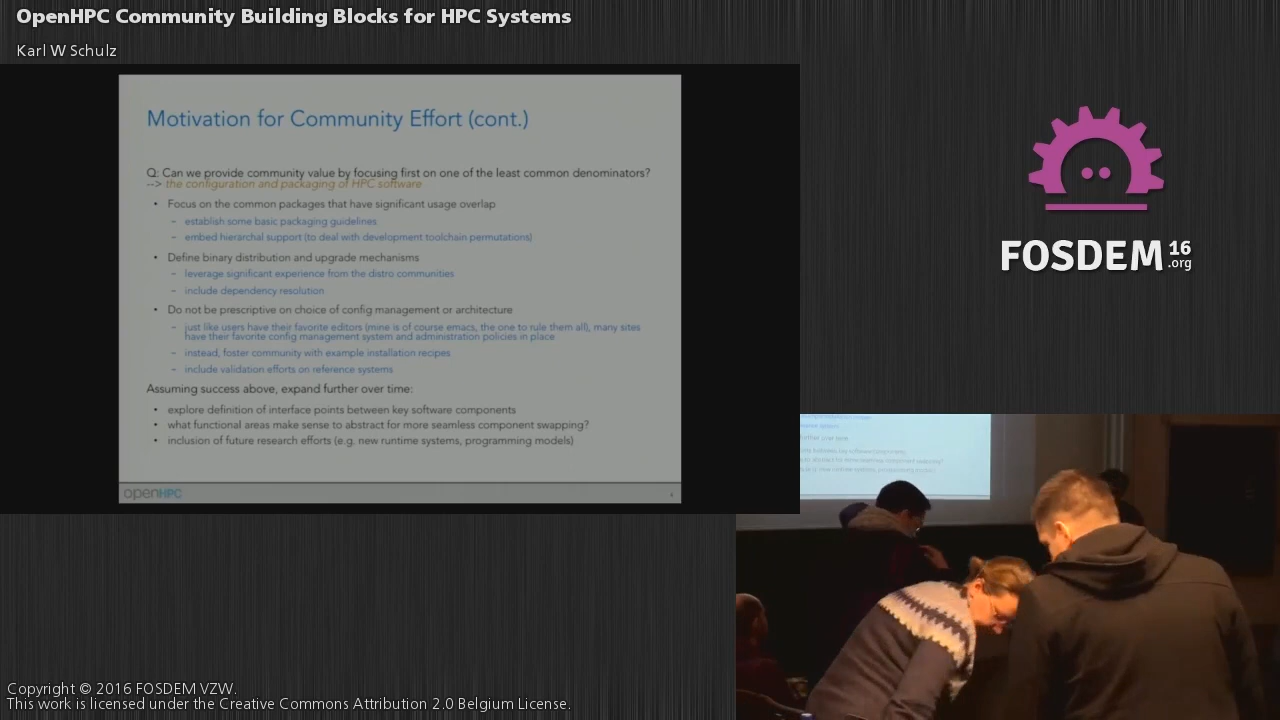 OpenHPC Community Building Blocks for HPC Systems
Karl W Schulz
Motivation for Community Effort (cont.)
Q: Can we provide community value by focusing first on one of the least common denominators?
--> the configuration and packaging of HPC software
• Focus on the common packages that have significant usage overlap
– establish some basic packaging guidelines
– embed hierarchal support (to deal with development toolchain permutations)
• Define binary distribution and upgrade mechanisms
– leverage significant experience from the distro communities
– include dependency resolution
• Do not be prescriptive on choice of config management or architecture
– just like users have their favorite editors (mine is of course emacs, the one to rule them all), many sites
have their favorite config management system and administration policies in place
– instead, foster community with example installation recipes
– include validation efforts on reference systems
Assuming success above, expand further over time:
• explore definition of interface points between key software components
• what functional areas make sense to abstract for more seamless component swapping?
• inclusion of future research efforts (e.g. new runtime systems, programming models)
openHPC
FOSDEM 16
.org
Copyright © 2016 FOSDEM VZW.
This work is licensed under the Creative Commons Attribution 2.0 Belgium License.